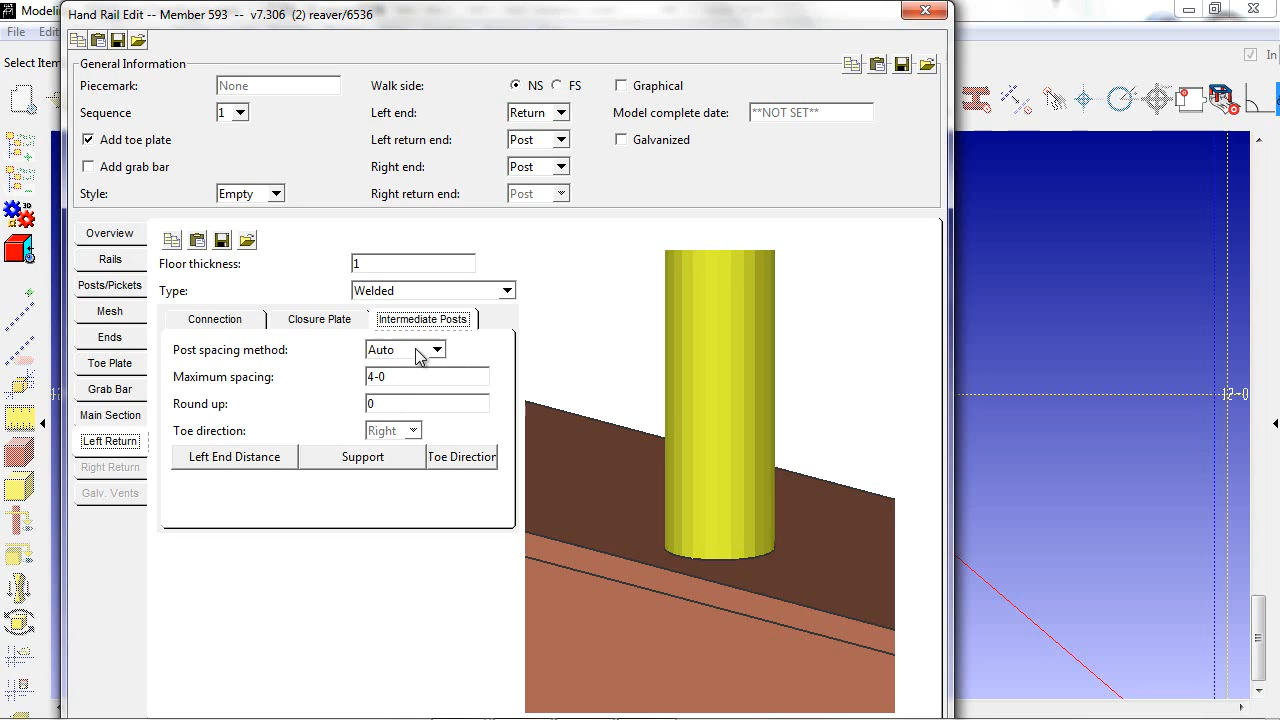 Modeli
Hand Rail Edit -- Member 593 -- v7.306 (2) reaver/6536
File Edit
Select Item
In
General Information
Piecemark: None Walk side: NS FS Graphical
Sequence 1 Left end: Return Model complete date: **NOT SET**
Add toe plate Left return end: Post Galvanized
Add grab bar Right end: Post
Style: Empty Right return end: Post
Overview
Rails
Posts/Pickets
Mesh
Ends
Toe Plate
Grab Bar
Main Section
Left Return
Right Return
Galv. Vents
Floor thickness: 1
Type: Welded
Connection Closure Plate Intermediate Posts
Post spacing method: Auto
Maximum spacing: 4-0
Round up: 0
Toe direction: Right
Left End Distance Support Toe Direction
12-0